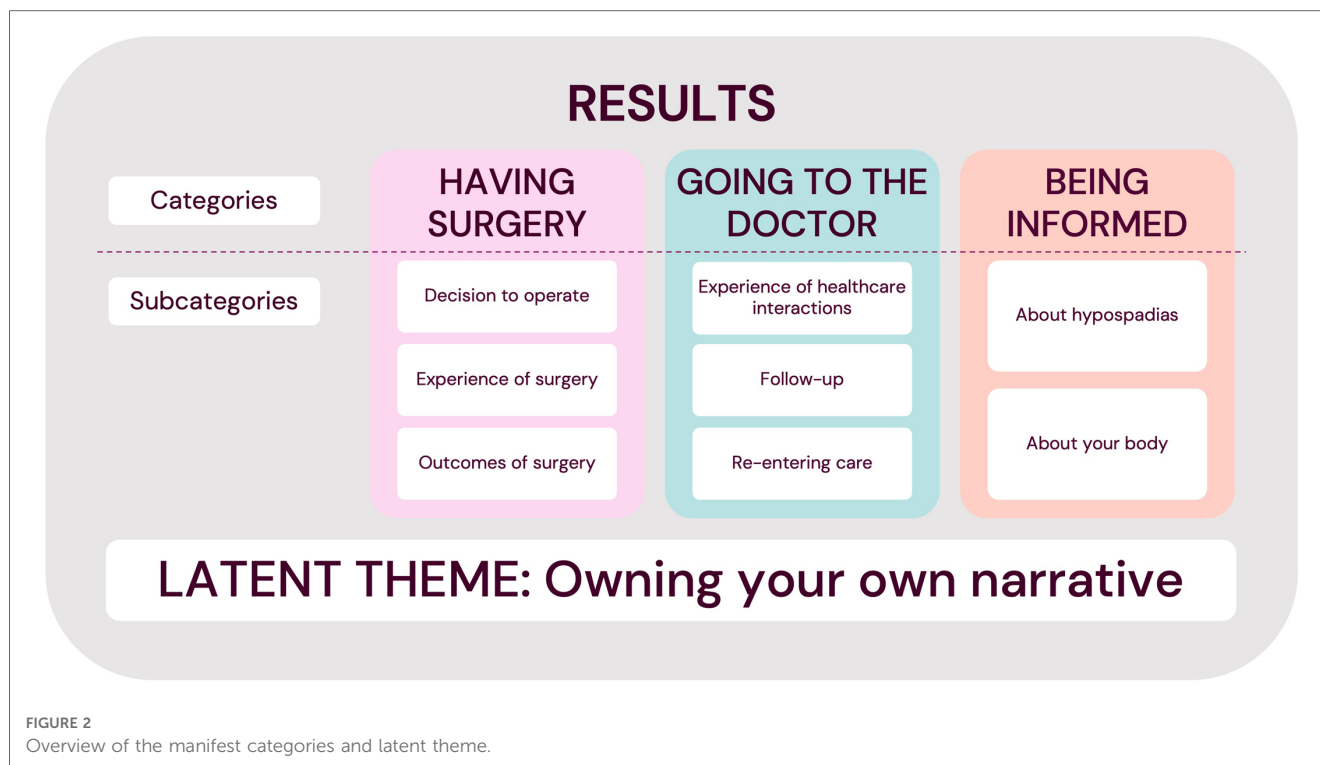 RESULTS
Categories
HAVING
SURGERY
GOING TO THE
DOCTOR
BEING
INFORMED
Subcategories
Decision to operate
Experience of surgery
Outcomes of surgery
Experience of healthcare
interactions
Follow-up
Re-entering care
About hypospadias
About your body
LATENT THEME: Owning your own narrative
FIGURE 2
Overview of the manifest categories and latent theme.